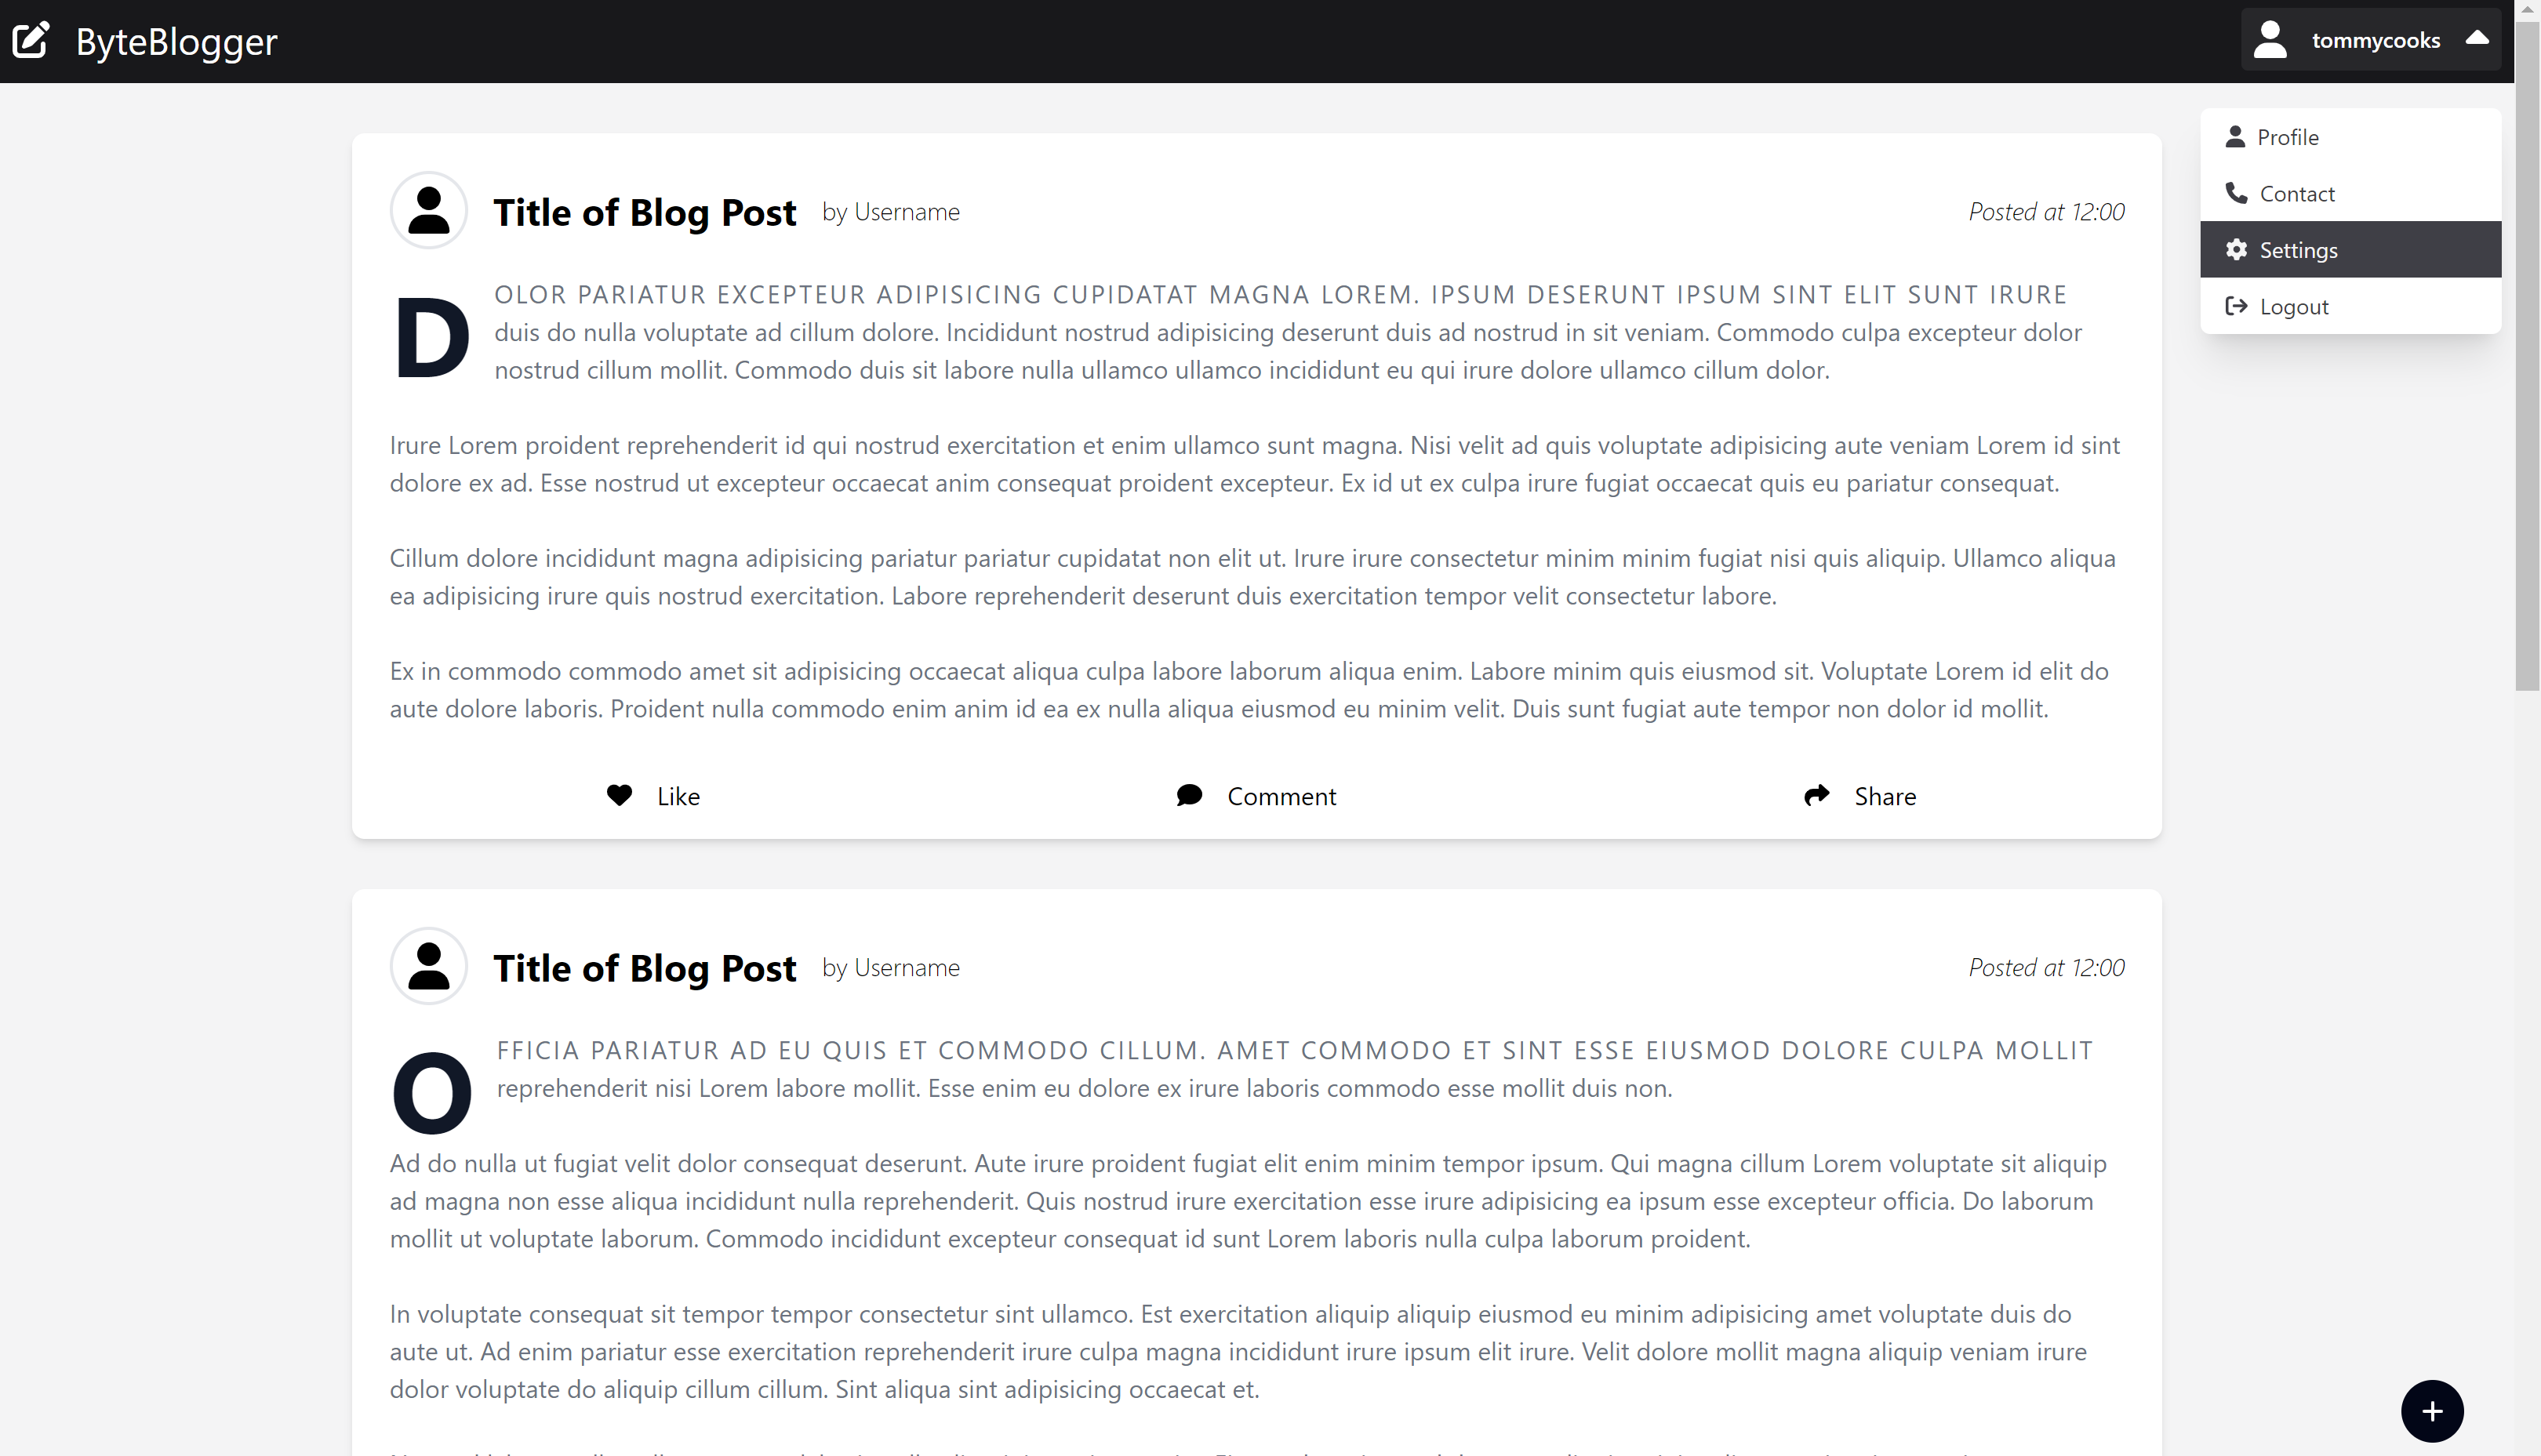 ByteBlogger
tommycooks
Profile
Contact
Settings
Logout
Title of Blog Post by Username Posted at 12:00
DOLOR PARIATUR EXCEPTEUR ADIPISICING CUPIDATAT MAGNA LOREM. IPSUM DESERUNT IPSUM SINT ELIT SUNT IRURE
duis do nulla voluptate ad cillum dolore. Incididunt nostrud adipisicing deserunt duis ad nostrud in sit veniam. Commodo culpa excepteur dolor
nostrud cillum mollit. Commodo duis sit labore nulla ullamco ullamco incididunt eu qui irure dolore ullamco cillum dolor.
Irure Lorem proident reprehenderit id qui nostrud exercitation et enim ullamco sunt magna. Nisi velit ad quis voluptate adipisicing aute veniam Lorem id sint
dolore ex ad. Esse nostrud ut excepteur occaecat anim consequat proident excepteur. Ex id ut ex culpa irure fugiat occaecat quis eu pariatur consequat.
Cillum dolore incididunt magna adipisicing pariatur pariatur cupidatat non elit ut. Irure irure consectetur minim minim fugiat nisi quis aliquip. Ullamco aliqua
ea adipisicing irure quis nostrud exercitation. Labore reprehenderit deserunt duis exercitation tempor velit consectetur labore.
Ex in commodo commodo amet sit adipisicing occaecat aliqua culpa labore laborum aliqua enim. Labore minim quis eiusmod sit. Voluptate Lorem id elit do
aute dolore laboris. Proident nulla commodo enim anim id ea ex nulla aliqua eiusmod eu minim velit. Duis sunt fugiat aute tempor non dolor id mollit.
Like Comment Share
Title of Blog Post by Username Posted at 12:00
OFFICIA PARIATUR AD EU QUIS ET COMMODO CILLUM. AMET COMMODO ET SINT ESSE EIUSMOD DOLORE CULPA MOLLIT
reprehenderit nisi Lorem labore mollit. Esse enim eu dolore ex irure laboris commodo esse mollit duis non.
Ad do nulla ut fugiat velit dolor consequat deserunt. Aute irure proident fugiat elit enim minim tempor ipsum. Qui magna cillum Lorem voluptate sit aliquip
ad magna non esse aliqua incididunt nulla reprehenderit. Quis nostrud irure exercitation esse irure adipisicing ea ipsum esse excepteur officia. Do laborum
mollit ut voluptate laborum. Commodo incididunt excepteur consequat id sunt Lorem laboris nulla culpa laborum proident.
In voluptate consequat sit tempor tempor consectetur sint ullamco. Est exercitation aliquip aliquip eiusmod eu minim adipisicing amet voluptate duis do
aute ut. Ad enim pariatur esse exercitation reprehenderit irure culpa magna incididunt irure ipsum elit irure. Velit dolore mollit magna aliquip veniam irure
dolor voluptate do aliquip cillum cillum. Sint aliqua sint adipisicing occaecat et.